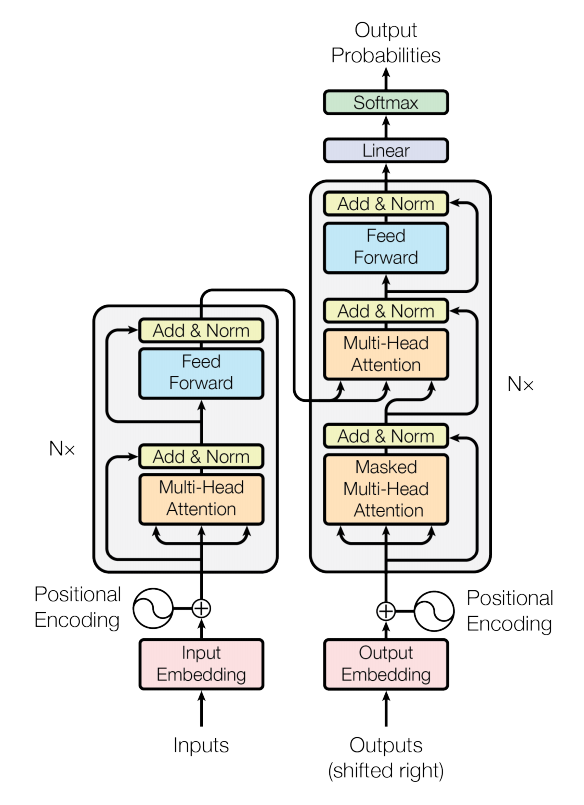 Output
Probabilities
Softmax
Linear
Add & Norm
Feed
Forward
Add & Norm
Multi-Head
Attention
Add & Norm
Masked
Multi-Head
Attention
N×
Add & Norm
Feed
Forward
Add & Norm
Multi-Head
Attention
N×
Positional
Encoding
Positional
Encoding
Input
Embedding
Output
Embedding
Inputs
Outputs
(shifted right)